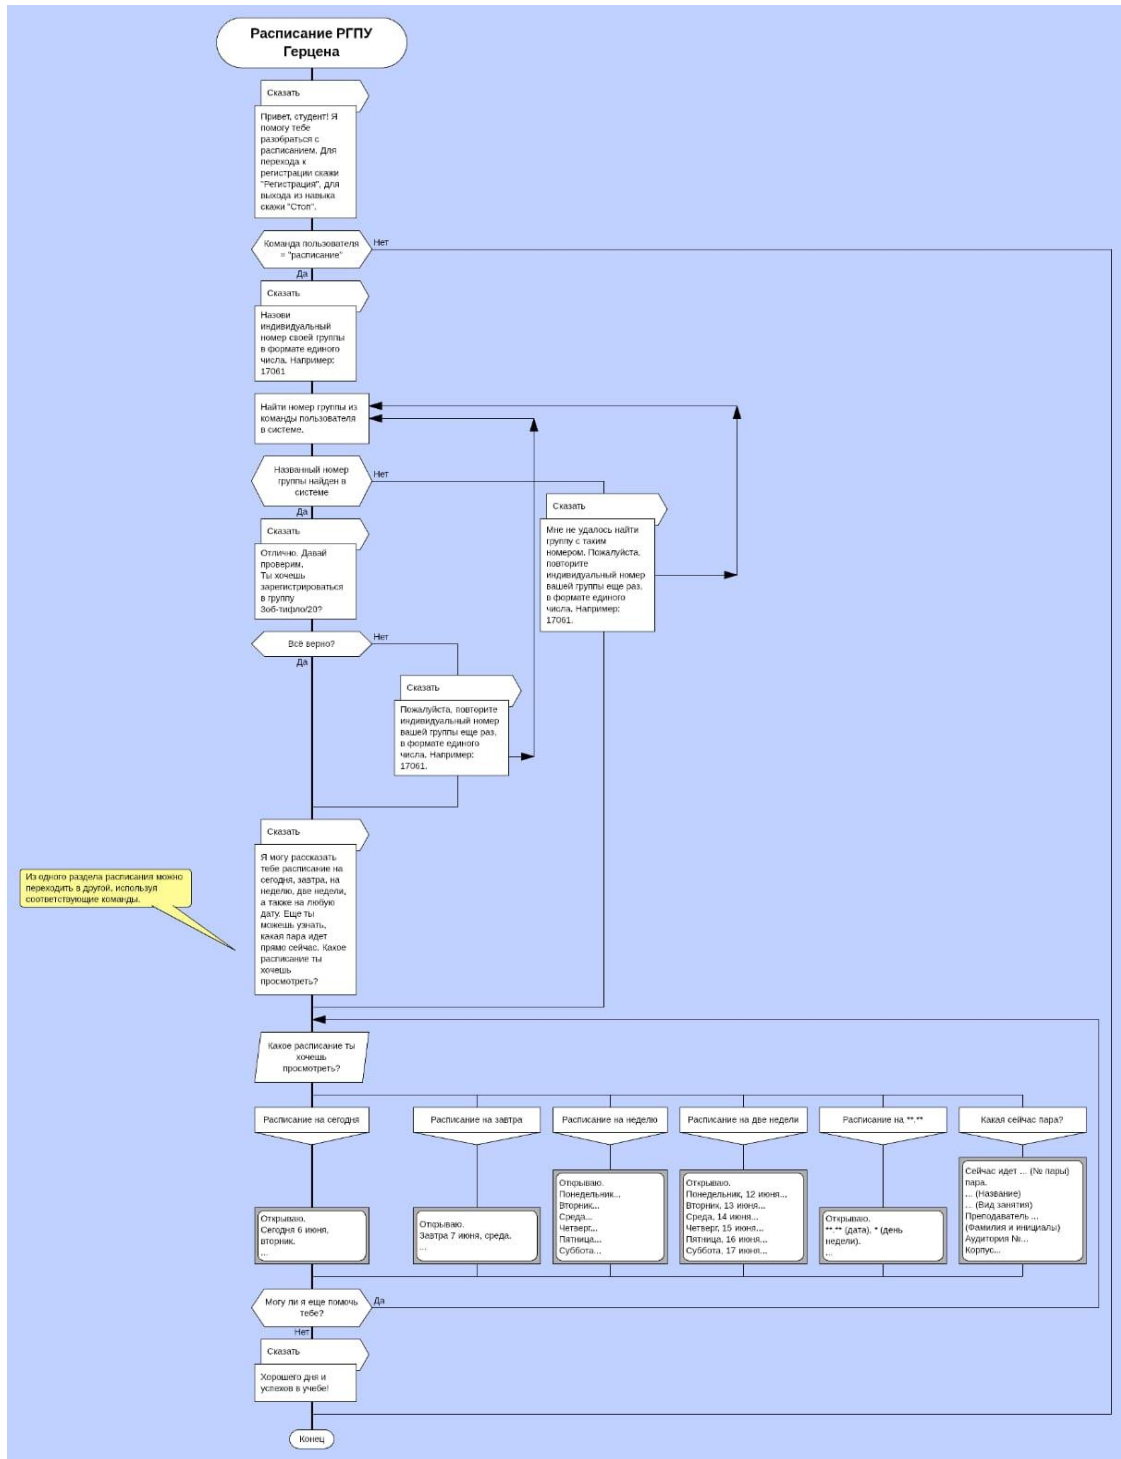 Расписание РГПУ
Герцена
Сказать
Привет, студент! Я
помогу тебе
разобраться с
расписанием. Для
перехода к
регистрации скажи
"Регистрация", для
выхода из навыка
скажи "Стоп".
Команда пользователя
= "расписание"
Нет
Да
Сказать
Назови
индивидуальный
номер своей группы
в формате единого
числа. Например:
17061
Найти номер группы из
команды пользователя
в системе.
Названный номер
группы найден в
системе
Нет
Да
Сказать
Мне не удалось найти
группу с таким
номером. Пожалуйста,
повторите
индивидуальный номер
вашей группы еще раз.
в формате единого
числа. Например:
17061.
Сказать
Отлично. Давай
проверим.
Ты хочешь
зарегистрироваться
в группу
3об-тифло/20?
Всё верно?
Нет
Да
Сказать
Пожалуйста, повторите
индивидуальный номер
вашей группы еще раз.
в формате единого
числа. Например:
17061.
Сказать
Я могу рассказать
тебе расписание на
сегодня, завтра, на
неделю, две недели,
а также на любую
дату. Еще ты
можешь узнать,
какая пара идет
прямо сейчас. Какое
расписание ты
хочешь
просмотреть?
Из одного раздела расписания можно
переходить в другой, используя
соответствующие команды.
Какое расписание ты
хочешь
просмотреть?
Расписание на сегодня
Расписание на завтра
Расписание на неделю
Расписание на две недели
Расписание на **.**
Какая сейчас пара?
Открываю.
Сегодня 6 июня,
вторник.
...
Открываю.
Завтра 7 июня, среда.
...
Открываю.
Понедельник...
Вторник...
Среда...
Четверг...
Пятница...
Суббота...
Открываю.
Понедельник, 12 июня...
Вторник, 13 июня...
Среда, 14 июня...
Четверг, 15 июня...
Пятница, 16 июня...
Суббота, 17 июня...
Открываю.
**.** (дата), * (день
недели).
...
Сейчас идет ... (№ пары)
пара.
... (Название)
... (Вид занятия)
Преподаватель ...
(Фамилия и инициалы)
Аудитория №...
Корпус...
Могу ли я еще помочь
тебе?
Да
Нет
Сказать
Хорошего дня и
успехов в учебе!
Конец